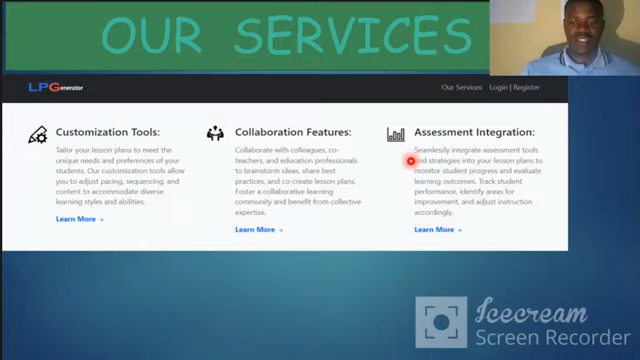 OUR SERVICES
LPGenerator
Our Services Login | Register
Customization Tools:
Tailor your lesson plans to meet the
unique needs and preferences of your
students. Our customization tools allow
you to adjust pacing, sequencing, and
content to accommodate diverse
learning styles and abilities.
Learn More →
Collaboration Features:
Collaborate with colleagues, co-
teachers, and education professionals
to brainstorm ideas, share best
practices, and co-create lesson plans.
Foster a collaborative learning
community and benefit from collective
expertise.
Learn More →
Assessment Integration:
Seamlessly integrate assessment tools
and strategies into your lesson plans to
monitor student progress and evaluate
learning outcomes. Track student
performance, identify areas for
improvement, and adjust instruction
accordingly.
Learn More →
Icecream
Screen Recorder